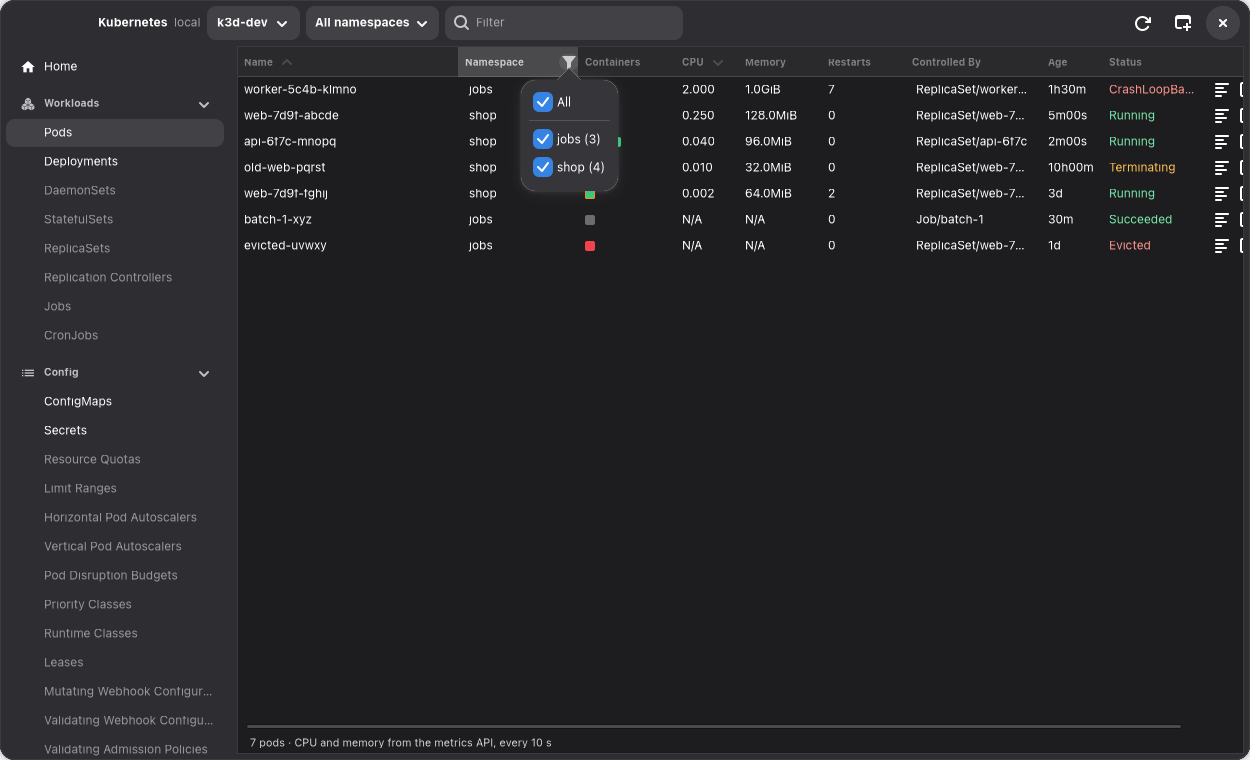 Kubernetes local k3d-dev All namespaces Filter
Home
Workloads
Pods
Deployments
DaemonSets
StatefulSets
ReplicaSets
Replication Controllers
Jobs
CronJobs
Config
ConfigMaps
Secrets
Resource Quotas
Limit Ranges
Horizontal Pod Autoscalers
Vertical Pod Autoscalers
Pod Disruption Budgets
Priority Classes
Runtime Classes
Leases
Mutating Webhook Configur...
Validating Webhook Configu...
Validating Admission Policies
Name Namespace Containers CPU Memory Restarts Controlled By Age Status
worker-5c4b-klmno jobs 2.000 1.0GiB 7 ReplicaSet/worker... 1h30m CrashLoopBa...
web-7d9f-abcde shop 0.250 128.0MiB 0 ReplicaSet/web-7... 5m00s Running
api-6f7c-mnopq shop 0.040 96.0MiB 0 ReplicaSet/api-6f7c 2m00s Running
old-web-pqrst shop 0.010 32.0MiB 0 ReplicaSet/web-7... 10h00m Terminating
web-7d9f-fghij shop 0.002 64.0MiB 2 ReplicaSet/web-7... 3d Running
batch-1-xyz jobs N/A N/A 0 Job/batch-1 30m Succeeded
evicted-uvwxy jobs N/A N/A 0 ReplicaSet/web-7... 1d Evicted
All
jobs (3)
shop (4)
7 pods · CPU and memory from the metrics API, every 10 s